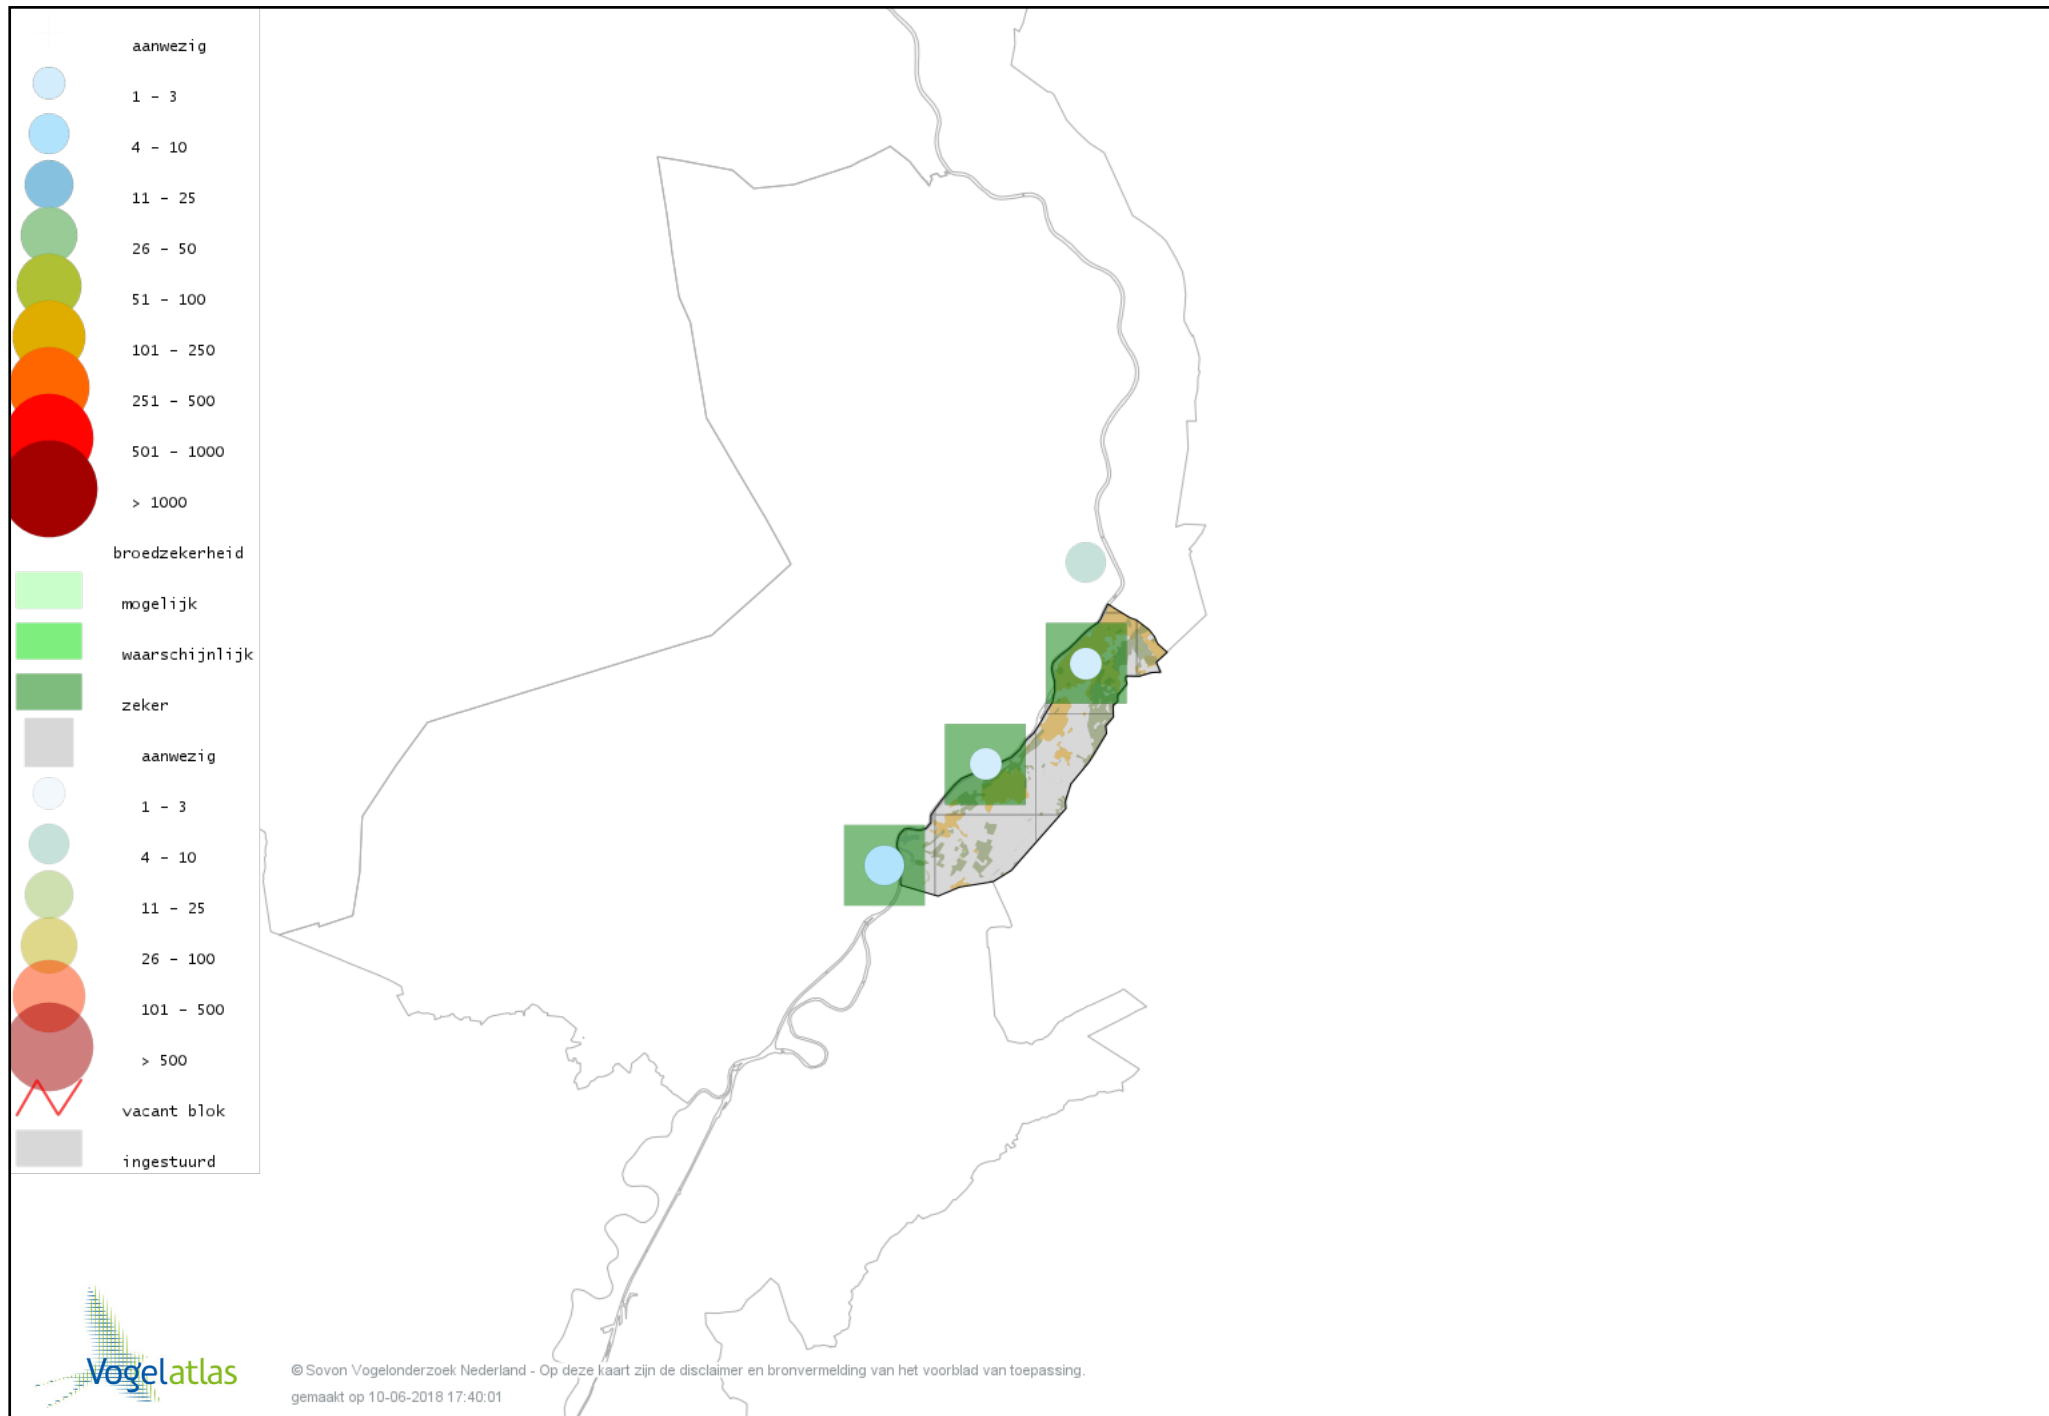 aanwezig
1 - 3
4 - 10
11 - 25
26 - 50
51 - 100
101 - 250
251 - 500
501 - 1000
> 1000
broedzekerheid
mogelijk
waarschijnlijk
zeker
aanwezig
1 - 3
4 - 10
11 - 25
26 - 100
101 - 500
> 500
vacant blok
ingestuurd
Vogelatlas
© Sovon Vogelonderzoek Nederland - Op deze kaart zijn de disclaimer en bronvermelding van het voorblad van toepassing.
gemaakt op 10-06-2018 17:40:01